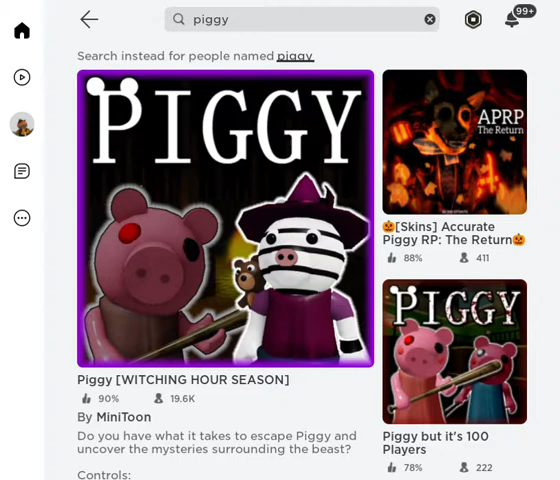 piggy
99+
Search instead for people named piggy
PIGGY
Piggy [WITCHING HOUR SEASON]
90% 19.6K
By MiniToon
Do you have what it takes to escape Piggy and
uncover the mysteries surrounding the beast?
Controls:
APRP
The Return
🎃[Skins] Accurate
Piggy RP: The Return🎃
88% 411
PIGGY
Piggy but it's 100
Players
78% 222